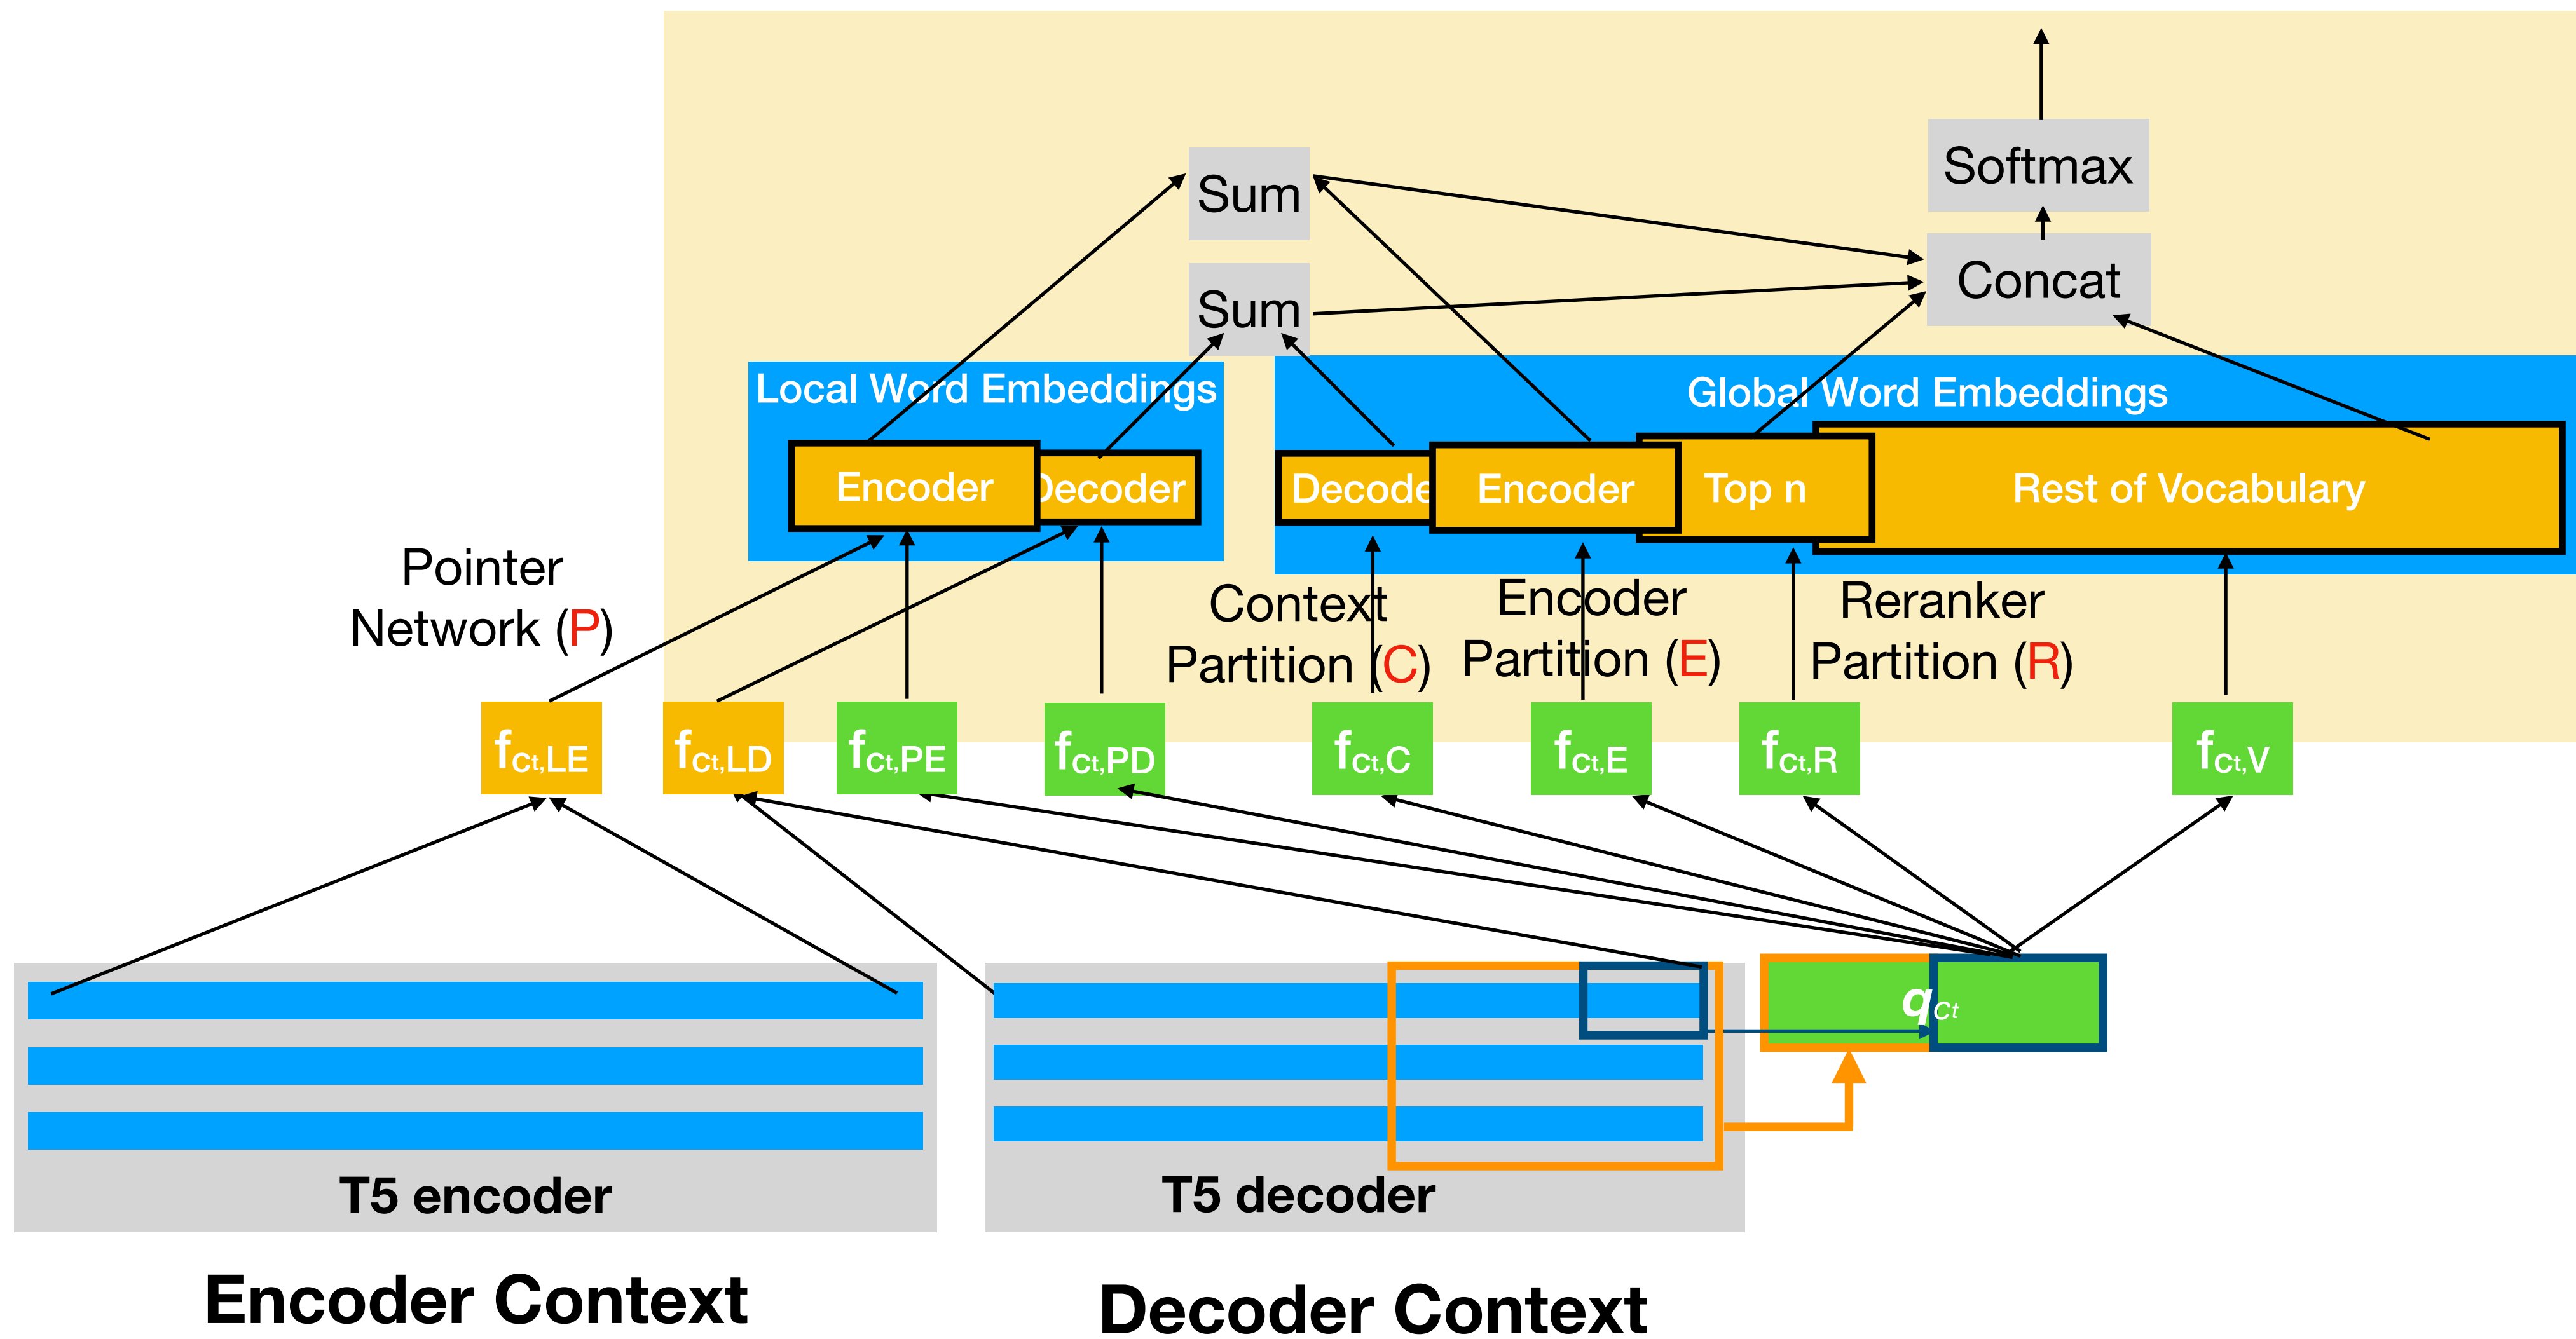 Softmax
Sum
Concat
Sum
Local Word Embeddings
Global Word Embeddings
Encoder
Decoder
Decode
Encoder
Top n
Rest of Vocabulary
Pointer
Network (P)
Context
Partition (C)
Encoder
Partition (E)
Reranker
Partition (R)
fct,LE
fct,LD
fct,PE
fct,PD
fct,C
fct,E
fct,R
fct,V
qct
T5 encoder
T5 decoder
Encoder Context
Decoder Context